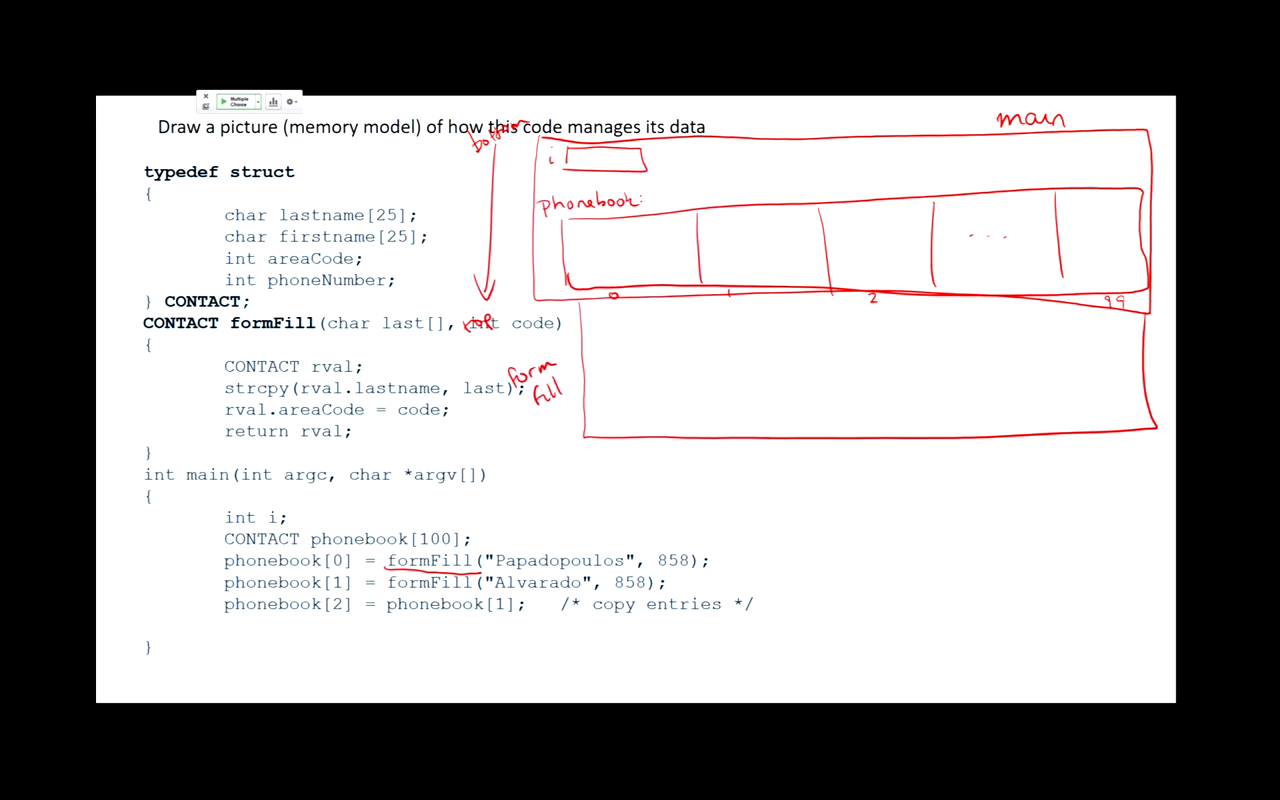 Multiple
Choice
Draw a picture (memory model) of how this code manages its data
bottom
main
typedef struct
i
{
phonebook:
char lastname[25];
char firstname[25];
int areaCode;
...
int phoneNumber;
0 1 2 99
} CONTACT;
CONTACT formFill(char last[], int code)
top
{
CONTACT rval;
form
fill
strcpy(rval.lastname, last);
rval.areaCode = code;
return rval;
}
int main(int argc, char *argv[])
{
int i;
CONTACT phonebook[100];
phonebook[0] = formFill("Papadopoulos", 858);
phonebook[1] = formFill("Alvarado", 858);
phonebook[2] = phonebook[1]; /* copy entries */
}